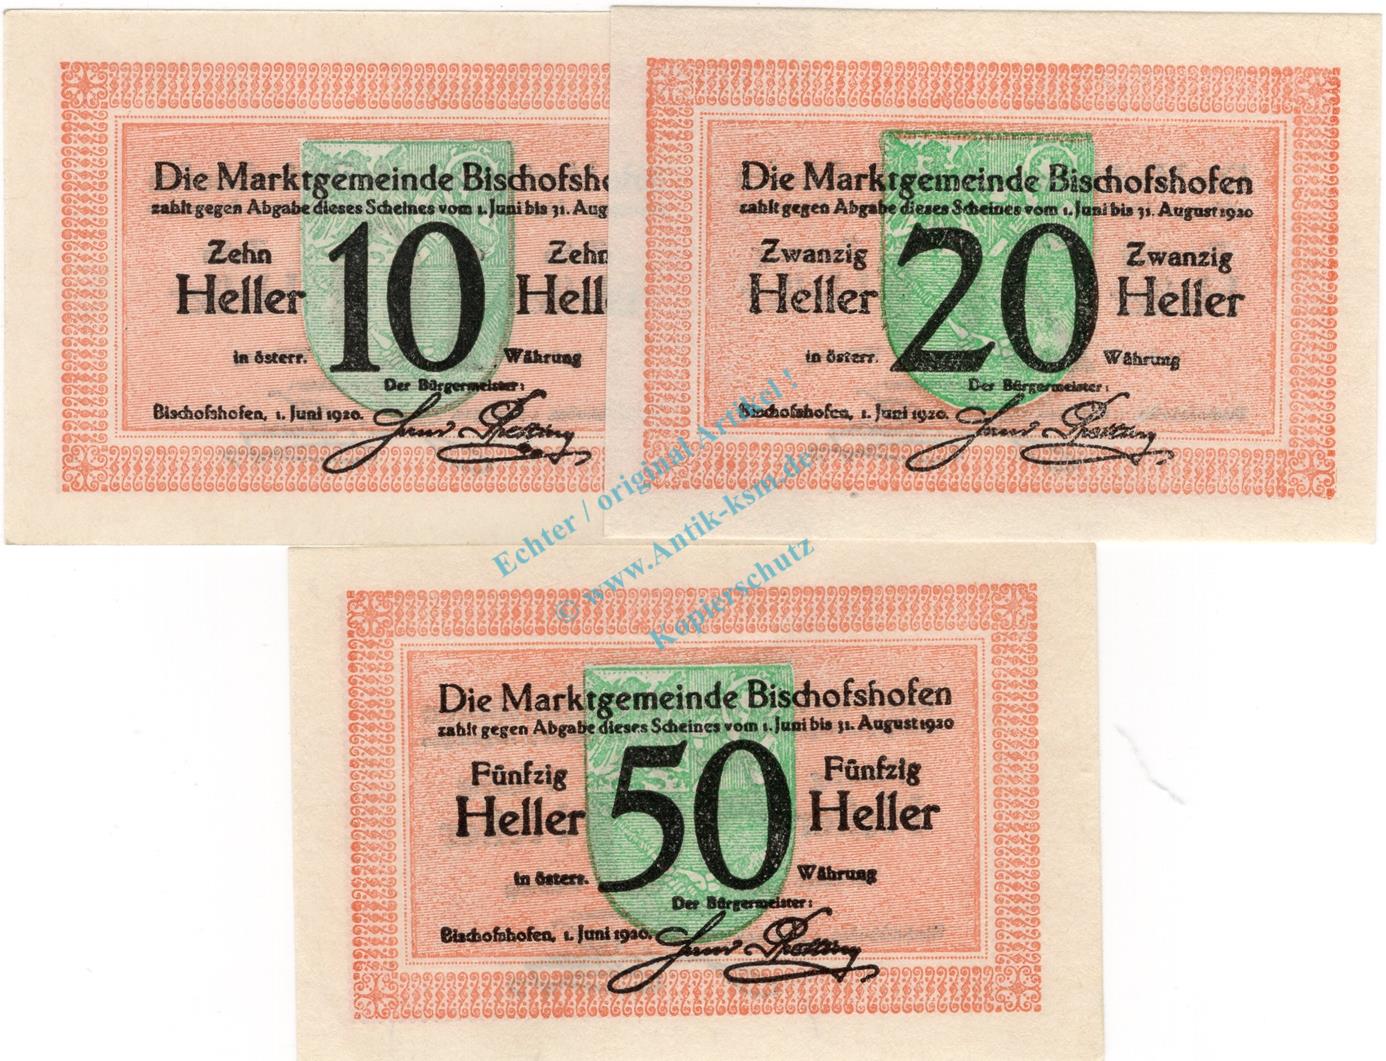 Die Marktgemeinde Bischofsho
zahlt gegen Abgabe dieses Scheines vom 1. Juni bis 31. Aug
Zehn Zehn
Heller 10 Hell
in österr. Währung
Der Bürgermeister:
Bischofshofen, 1. Juni 1920.
Die Marktgemeinde Bischofshofen
zahlt gegen Abgabe dieses Scheines vom 1. Juni bis 31. August 1920
Zwanzig Zwanzig
Heller 20 Heller
in österr. Währung
Der Bürgermeister:
Bischofshofen, 1. Juni 1920.
Echter / original Artikel !
© www.Antik-ksm.de
Kopierschutz
Die Marktgemeinde Bischofshofen
zahlt gegen Abgabe dieses Scheines vom 1. Juni bis 31. August 1920
Fünfzig Fünfzig
Heller 50 Heller
in österr. Währung
Der Bürgermeister:
Bischofshofen, 1. Juni 1920.